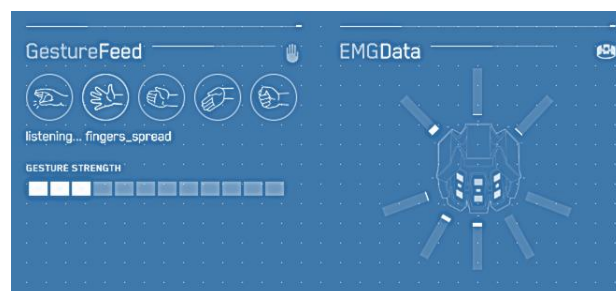 GestureFeed
EMGData
listening... fingers_spread
GESTURE STRENGTH